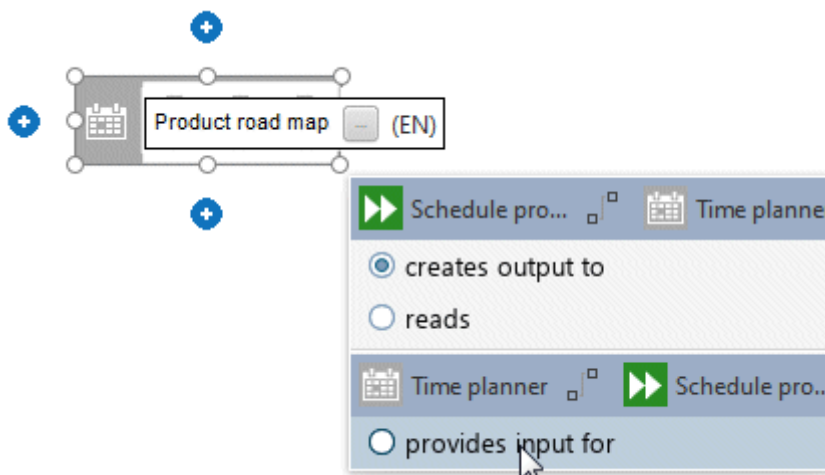 Product road map ... (EN)
Schedule pro... Time planne
creates output to
reads
Time planner Schedule pro...
provides input for